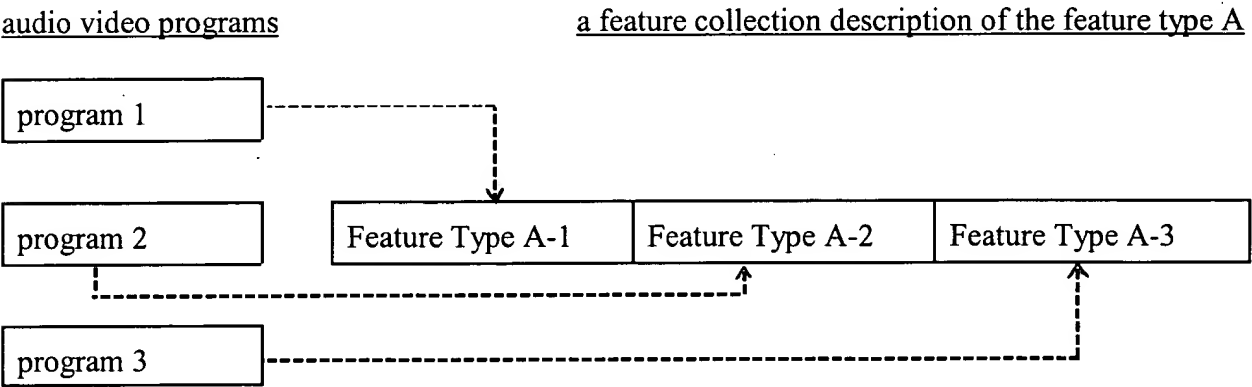 audio video programs
a feature collection description of the feature type A
program 1
program 2
Feature Type A-1
Feature Type A-2
Feature Type A-3
program 3